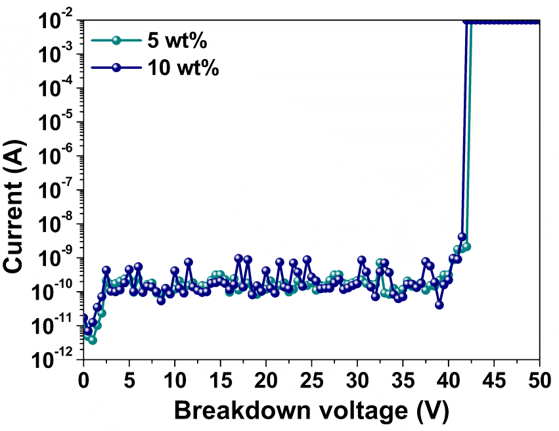 5 wt%
10 wt%
Current (A)
10⁻²
10⁻³
10⁻⁴
10⁻⁵
10⁻⁶
10⁻⁷
10⁻⁸
10⁻⁹
10⁻¹⁰
10⁻¹¹
10⁻¹²
0 5 10 15 20 25 30 35 40 45 50
Breakdown voltage (V)